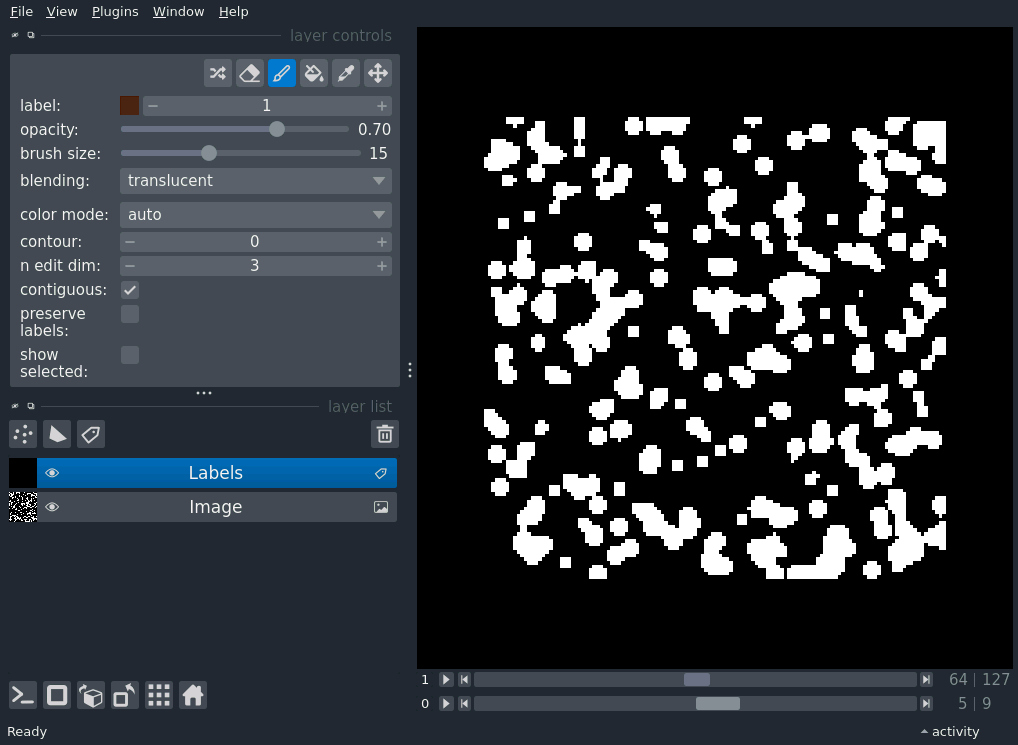 File View Plugins Window Help
layer controls
label: 1
opacity: 0.70
brush size: 15
blending: translucent
color mode: auto
contour: 0
n edit dim: 3
contiguous:
preserve
labels:
show
selected:
layer list
Labels
Image
1 64 | 127
0 5 | 9
Ready activity